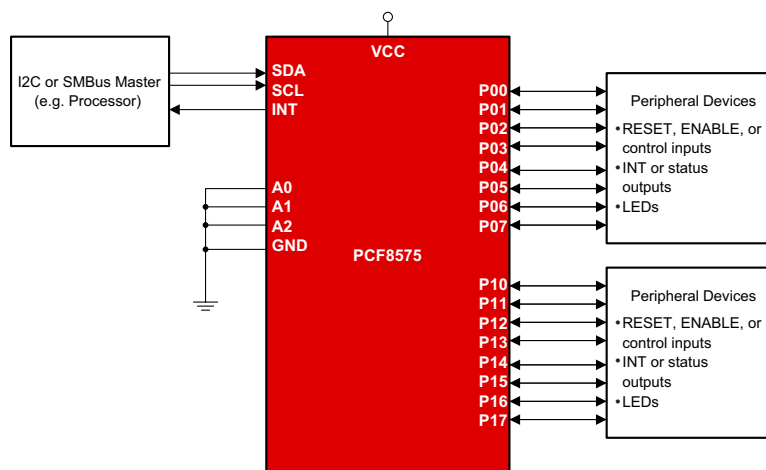 VCC
I2C or SMBus Master
(e.g. Processor)
SDA
SCL
INT
A0
A1
A2
GND
PCF8575
P00
P01
P02
P03
P04
P05
P06
P07
Peripheral Devices
•RESET, ENABLE, or
control inputs
•INT or status
outputs
•LEDs
P10
P11
P12
P13
P14
P15
P16
P17
Peripheral Devices
•RESET, ENABLE, or
control inputs
•INT or status
outputs
•LEDs